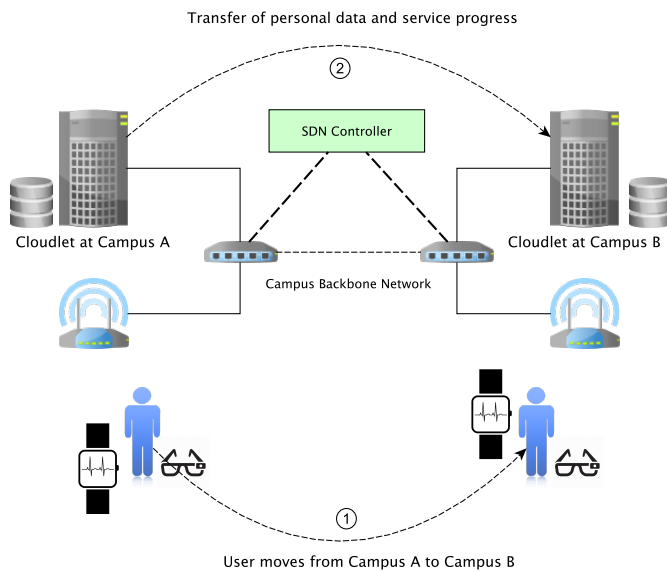 Transfer of personal data and service progress
2
SDN Controller
Cloudlet at Campus A
Cloudlet at Campus B
Campus Backbone Network
1
User moves from Campus A to Campus B